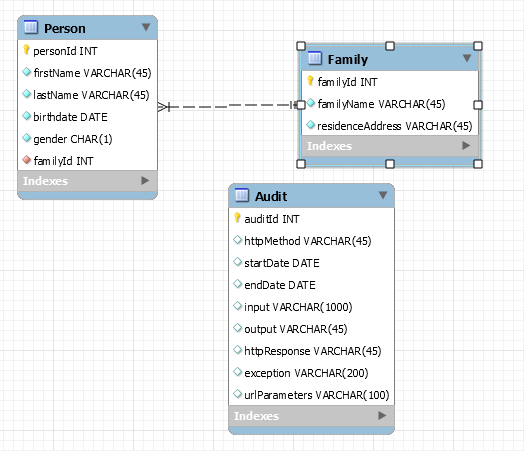 Person
personId INT
firstName VARCHAR(45)
lastName VARCHAR(45)
birthdate DATE
gender CHAR(1)
familyId INT
Indexes
Family
familyId INT
familyName VARCHAR(45)
residenceAddress VARCHAR(45)
Indexes
Audit
auditId INT
httpMethod VARCHAR(45)
startDate DATE
endDate DATE
input VARCHAR(1000)
output VARCHAR(45)
httpResponse VARCHAR(45)
exception VARCHAR(200)
urlParameters VARCHAR(100)
Indexes